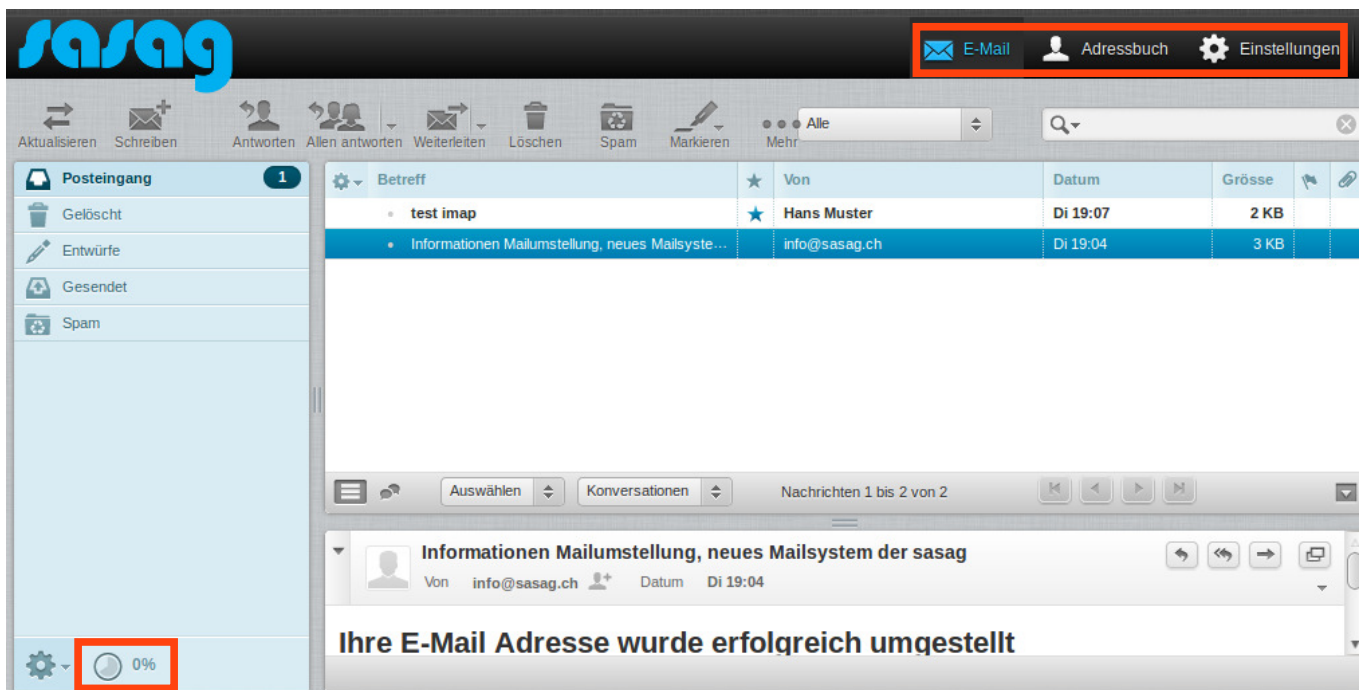 sasag
E-Mail Adressbuch Einstellungen
Aktualisieren Schreiben Antworten Allen antworten Weiterleiten Löschen Spam Markieren Mehr Alle
Posteingang 1
Gelöscht
Entwürfe
Gesendet
Spam
Betreff Von Datum Grösse
test imap Hans Muster Di 19:07 2 KB
Informationen Mailumstellung, neues Mailsyste... info@sasag.ch Di 19:04 3 KB
Auswählen Konversationen Nachrichten 1 bis 2 von 2
Informationen Mailumstellung, neues Mailsystem der sasag
Von info@sasag.ch Datum Di 19:04
Ihre E-Mail Adresse wurde erfolgreich umgestellt
0%